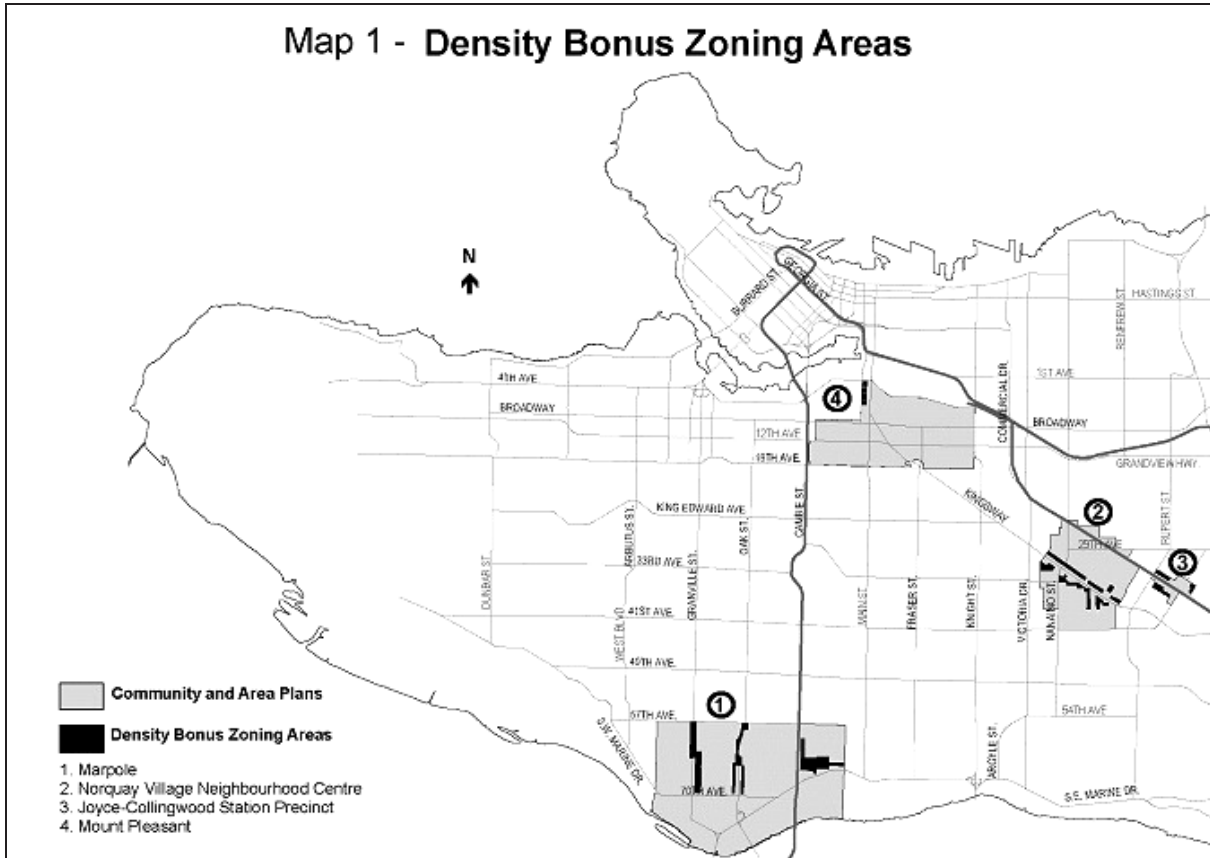 Map 1 - Density Bonus Zoning Areas
N
GEORGIA ST.
BURRARD ST.
HASTINGS ST
RENFREW ST.
4TH AVE
1ST AVE
COMMERCIAL DR.
4
BROADWAY
BROADWAY
12TH AVE
16TH AVE.
GRANDVIEW HWY.
KINGSWAY
KING EDWARD AVE
CAMBIE ST.
OAK ST.
ARBUTUS ST.
2
RUPERT ST.
29TH AVE
3
33RD AVE.
DUNBAR ST
GRANVILLE ST.
MAIN ST.
FRASER ST.
KNIGHT ST.
VICTORIA DR.
NANAIMO ST.
41ST AVE.
WEST BLVD
49TH AVE.
Community and Area Plans
1
57TH AVE.
54TH AVE
S.W. MARINE DR.
ARGYLE ST.
Density Bonus Zoning Areas
1. Marpole
2. Norquay Village Neighbourhood Centre
3. Joyce-Collingwood Station Precinct
4. Mount Pleasant
70TH AVE.
S.E. MARINE DR.